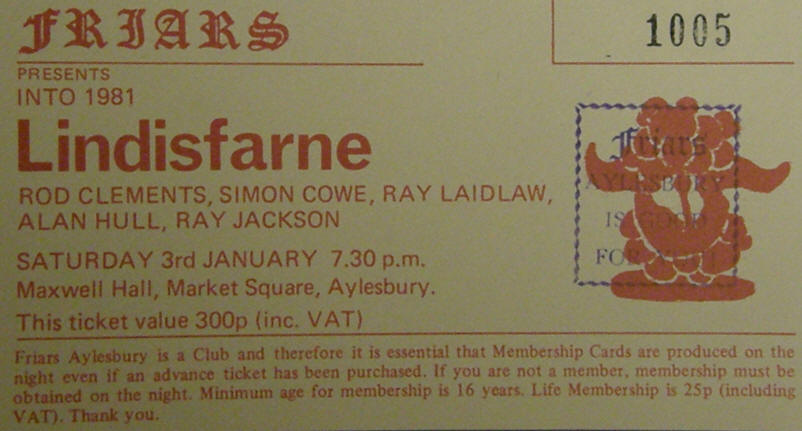 FRIARS
1005
PRESENTS
INTO 1981
Lindisfarne
ROD CLEMENTS, SIMON COWE, RAY LAIDLAW,
ALAN HULL, RAY JACKSON
Friars
AYLESBURY
IS GOOD
FOR
SATURDAY 3rd JANUARY 7.30 p.m.
Maxwell Hall, Market Square, Aylesbury.
This ticket value 300p (inc. VAT)
Friars Aylesbury is a Club and therefore it is essential that Membership Cards are produced on the
night even if an advance ticket has been purchased. If you are not a member, membership must be
obtained on the night. Minimum age for membership is 16 years. Life Membership is 25p (including
VAT). Thank you.